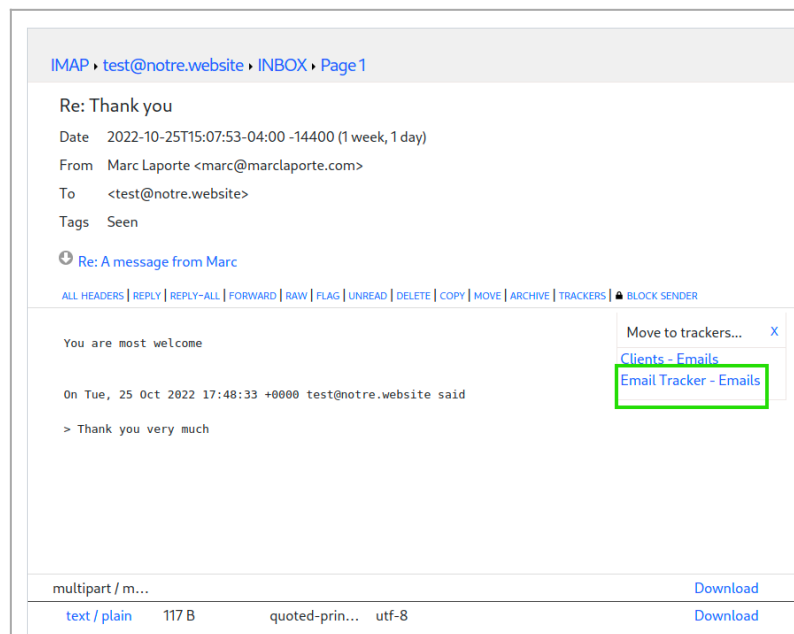 IMAP ▸ test@notre.website ▸ INBOX ▸ Page 1
Re: Thank you
Date 2022-10-25T15:07:53-04:00 -14400 (1 week, 1 day)
From Marc Laporte <marc@marclaporte.com>
To <test@notre.website>
Tags Seen
Re: A message from Marc
ALL HEADERS | REPLY | REPLY-ALL | FORWARD | RAW | FLAG | UNREAD | DELETE | COPY | MOVE | ARCHIVE | TRACKERS | BLOCK SENDER
Move to trackers... X
Clients - Emails
Email Tracker - Emails
You are most welcome
On Tue, 25 Oct 2022 17:48:33 +0000 test@notre.website said
> Thank you very much
multipart / m... Download
text / plain 117 B quoted-prin... utf-8 Download